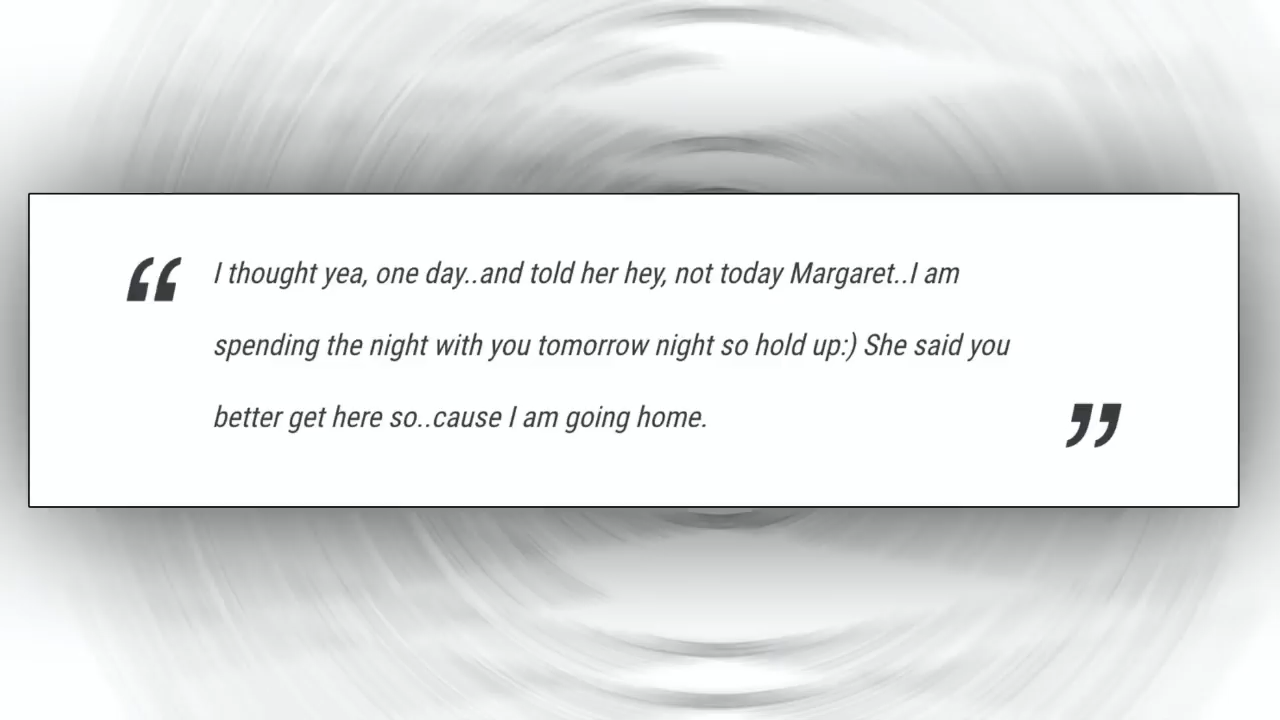 “ I thought yea, one day..and told her hey, not today Margaret..I am
spending the night with you tomorrow night so hold up:) She said you
better get here so..cause I am going home. ”